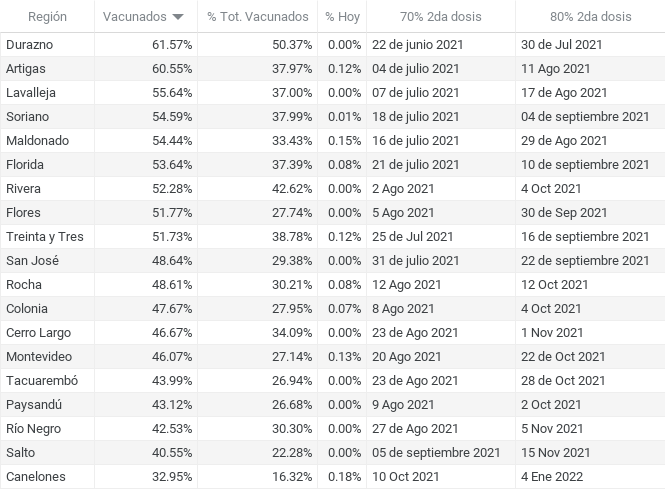 Región Vacunados % Tot. Vacunados % Hoy 70% 2da dosis 80% 2da dosis
Durazno 61.57% 50.37% 0.00% 22 de junio 2021 30 de Jul 2021
Artigas 60.55% 37.97% 0.12% 04 de julio 2021 11 Ago 2021
Lavalleja 55.64% 37.00% 0.00% 07 de julio 2021 17 de Ago 2021
Soriano 54.59% 37.99% 0.01% 18 de julio 2021 04 de septiembre 2021
Maldonado 54.44% 33.43% 0.15% 16 de julio 2021 29 de Ago 2021
Florida 53.64% 37.39% 0.08% 21 de julio 2021 10 de septiembre 2021
Rivera 52.28% 42.62% 0.00% 2 Ago 2021 4 Oct 2021
Flores 51.77% 27.74% 0.00% 5 Ago 2021 30 de Sep 2021
Treinta y Tres 51.73% 38.78% 0.12% 25 de Jul 2021 16 de septiembre 2021
San José 48.64% 29.38% 0.00% 31 de julio 2021 22 de septiembre 2021
Rocha 48.61% 30.21% 0.08% 12 Ago 2021 12 Oct 2021
Colonia 47.67% 27.95% 0.07% 8 Ago 2021 4 Oct 2021
Cerro Largo 46.67% 34.09% 0.00% 23 de Ago 2021 1 Nov 2021
Montevideo 46.07% 27.14% 0.13% 20 Ago 2021 22 de Oct 2021
Tacuarembó 43.99% 26.94% 0.00% 23 de Ago 2021 28 de Oct 2021
Paysandú 43.12% 26.68% 0.00% 9 Ago 2021 2 Oct 2021
Río Negro 42.53% 30.30% 0.00% 27 de Ago 2021 5 Nov 2021
Salto 40.55% 22.28% 0.00% 05 de septiembre 2021 15 Nov 2021
Canelones 32.95% 16.32% 0.18% 10 Oct 2021 4 Ene 2022